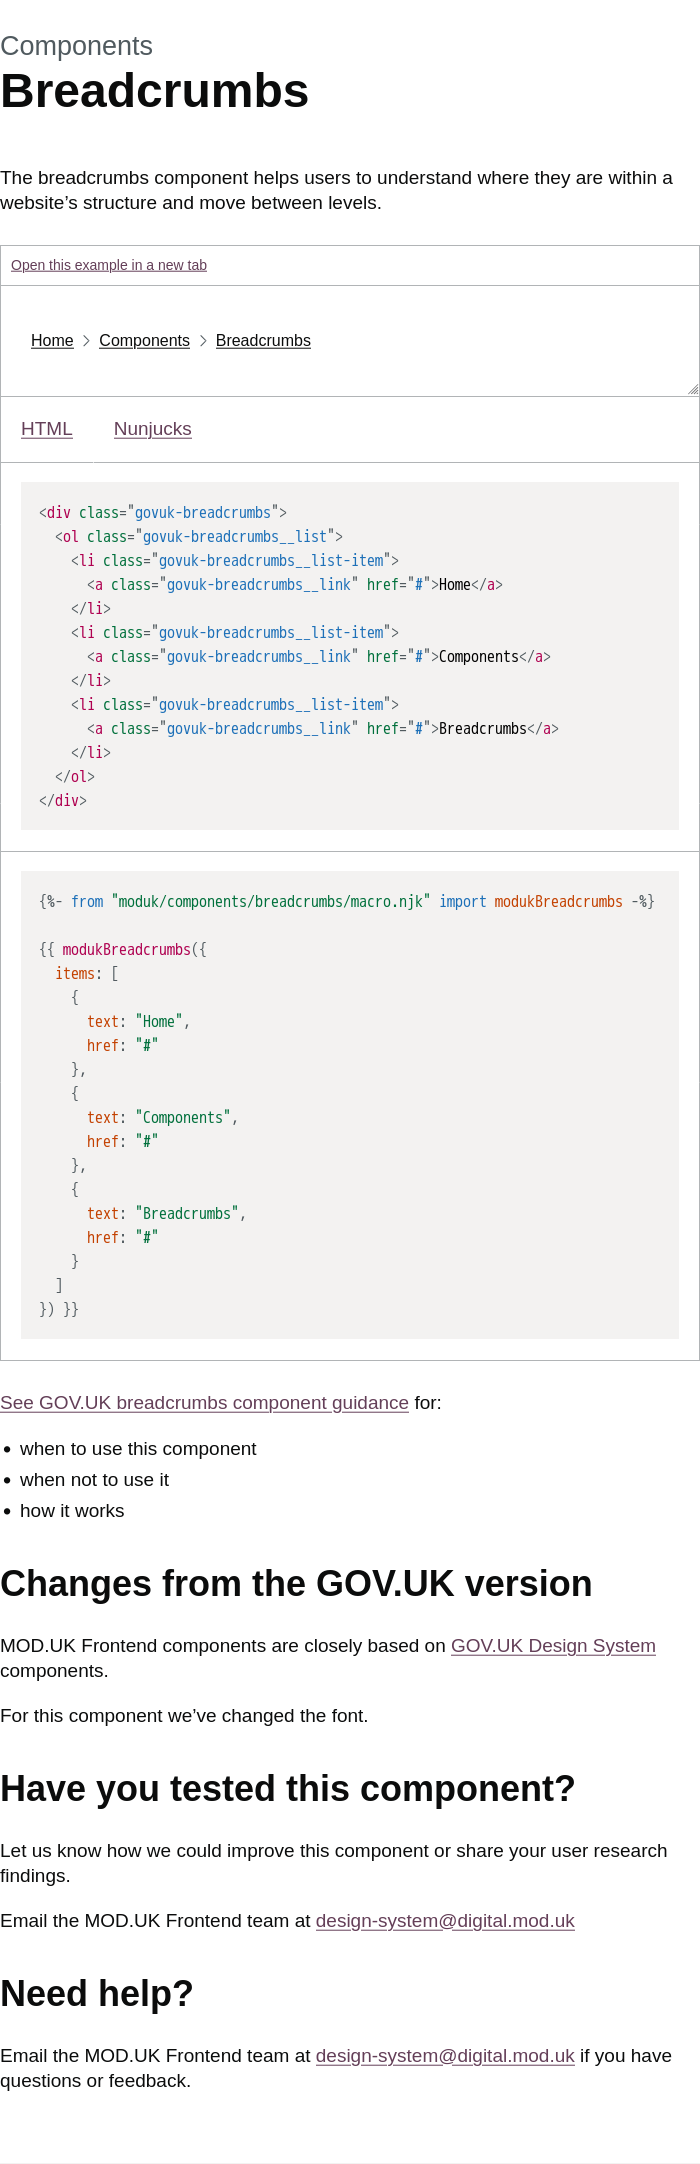 Components
Breadcrumbs
The breadcrumbs component helps users to understand where they are within a
website’s structure and move between levels.
Open this example in a new tab
Home Components Breadcrumbs
HTML Nunjucks
<div class="govuk-breadcrumbs">
  <ol class="govuk-breadcrumbs__list">
    <li class="govuk-breadcrumbs__list-item">
      <a class="govuk-breadcrumbs__link" href="#">Home</a>
    </li>
    <li class="govuk-breadcrumbs__list-item">
      <a class="govuk-breadcrumbs__link" href="#">Components</a>
    </li>
    <li class="govuk-breadcrumbs__list-item">
      <a class="govuk-breadcrumbs__link" href="#">Breadcrumbs</a>
    </li>
  </ol>
</div>
{%- from "moduk/components/breadcrumbs/macro.njk" import modukBreadcrumbs -%}
{{ modukBreadcrumbs({
  items: [
    {
      text: "Home",
      href: "#"
    },
    {
      text: "Components",
      href: "#"
    },
    {
      text: "Breadcrumbs",
      href: "#"
    }
  ]
}) }}
See GOV.UK breadcrumbs component guidance for:
• when to use this component
• when not to use it
• how it works
Changes from the GOV.UK version
MOD.UK Frontend components are closely based on GOV.UK Design System
components.
For this component we’ve changed the font.
Have you tested this component?
Let us know how we could improve this component or share your user research
findings.
Email the MOD.UK Frontend team at design-system@digital.mod.uk
Need help?
Email the MOD.UK Frontend team at design-system@digital.mod.uk if you have
questions or feedback.